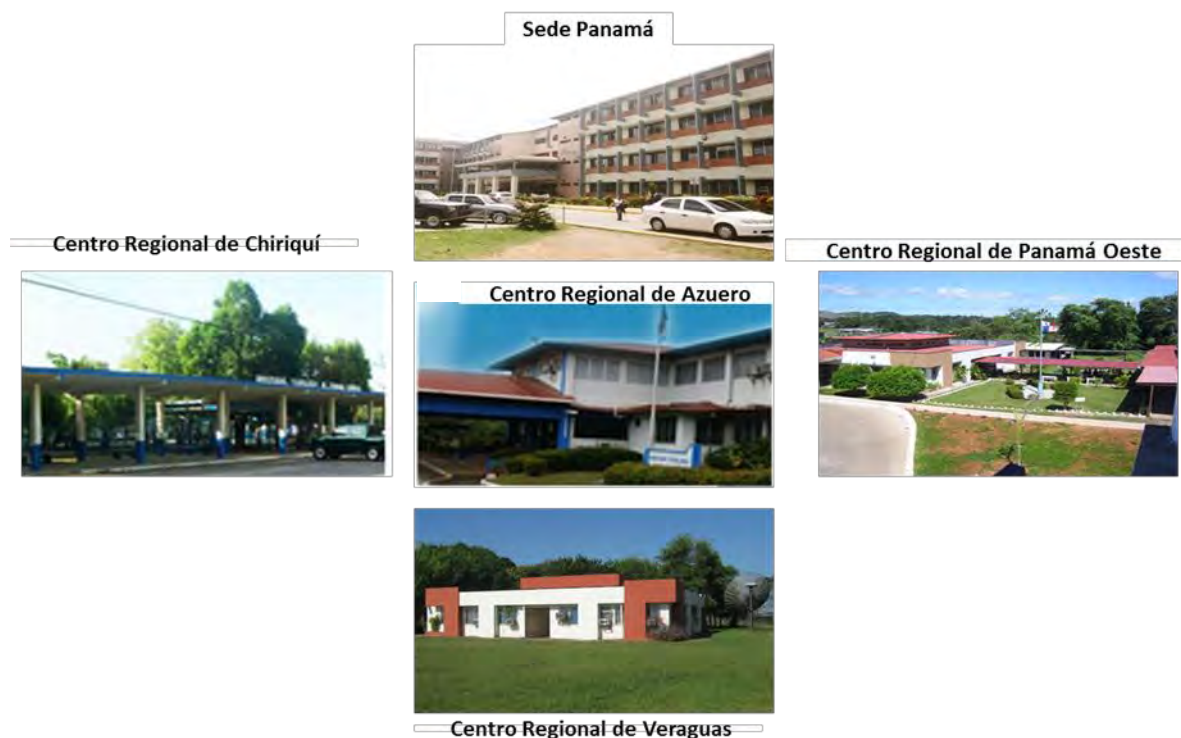 Sede Panamá
Centro Regional de Chiriquí
Centro Regional de Panamá Oeste
Centro Regional de Azuero
Centro Regional de Veraguas